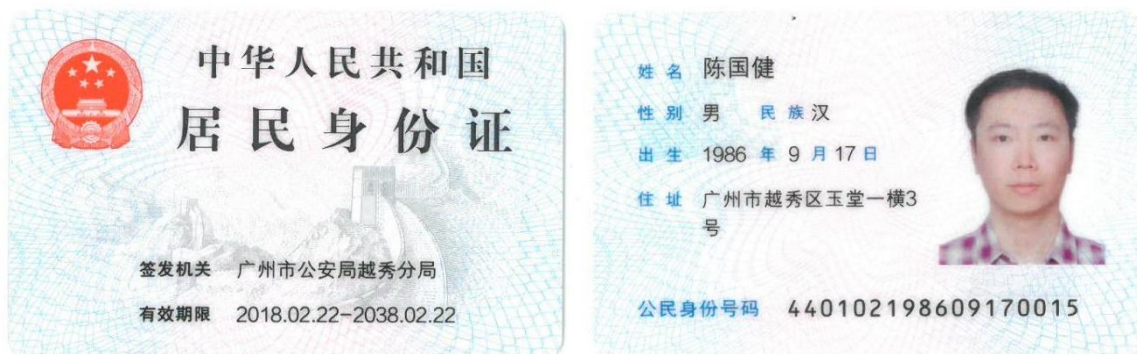 中华人民共和国
居民身份证
签发机关 广州市公安局越秀分局
有效期限 2018.02.22-2038.02.22
姓名 陈国健
性别 男 民族 汉
出生 1986 年 9 月 17 日
住址 广州市越秀区玉堂一横3
号
公民身份号码 440102198609170015